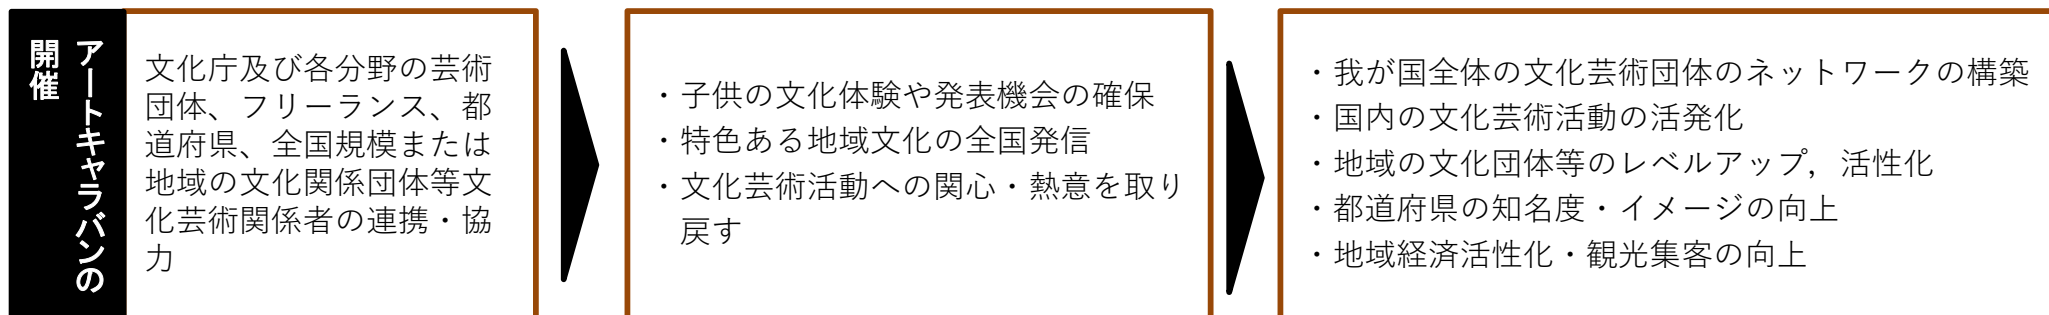 アートキャラバンの
開催
文化庁及び各分野の芸術
団体、フリーランス、都
道府県、全国規模または
地域の文化関係団体等文
化芸術関係者の連携・協
力
・子供の文化体験や発表機会の確保
・特色ある地域文化の全国発信
・文化芸術活動への関心・熱意を取り
戻す
・我が国全体の文化芸術団体のネットワークの構築
・国内の文化芸術活動の活発化
・地域の文化団体等のレベルアップ，活性化
・都道府県の知名度・イメージの向上
・地域経済活性化・観光集客の向上